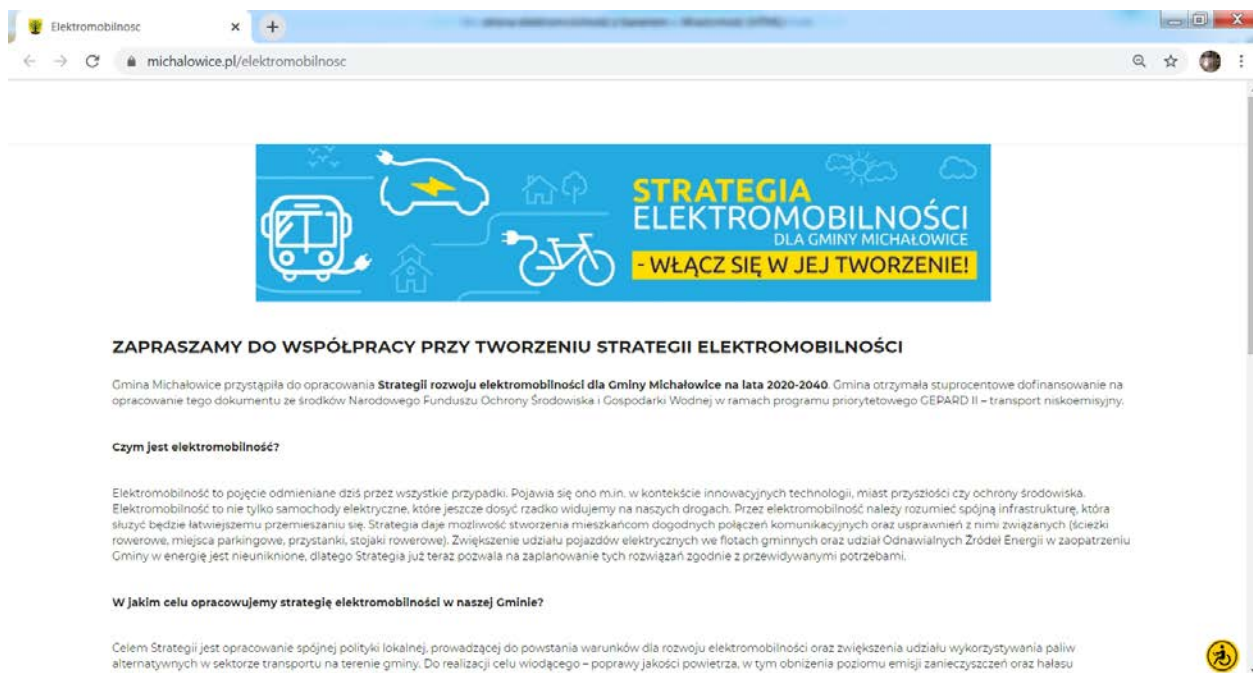 Elektromobilnosc
michalowice.pl/elektromobilnosc
STRATEGIA
ELEKTROMOBILNOŚCI
DLA GMINY MICHAŁOWICE
- WŁĄCZ SIĘ W JEJ TWORZENIE!
ZAPRASZAMY DO WSPÓŁPRACY PRZY TWORZENIU STRATEGII ELEKTROMOBILNOŚCI
Gmina Michałowice przystąpiła do opracowania Strategii rozwoju elektromobilności dla Gminy Michałowice na lata 2020-2040. Gmina otrzymała stuprocentowe dofinansowanie na
opracowanie tego dokumentu ze środków Narodowego Funduszu Ochrony Środowiska i Gospodarki Wodnej w ramach programu priorytetowego GEPARD II – transport niskoemisyjny.
Czym jest elektromobilność?
Elektromobilność to pojęcie odmieniane dziś przez wszystkie przypadki. Pojawia się ono m.in. w kontekście innowacyjnych technologii, miast przyszłości czy ochrony środowiska.
Elektromobilność to nie tylko samochody elektryczne, które jeszcze dosyć rzadko widujemy na naszych drogach. Przez elektromobilność należy rozumieć spójną infrastrukturę, która
służyć będzie łatwiejszemu przemieszaniu się. Strategia daje możliwość stworzenia mieszkańcom dogodnych połączeń komunikacyjnych oraz usprawnień z nimi związanych (ścieżki
rowerowe, miejsca parkingowe, przystanki, stojaki rowerowe). Zwiększenie udziału pojazdów elektrycznych we flotach gminnych oraz udział Odnawialnych Źródeł Energii w zaopatrzeniu
Gminy w energię jest nieuniknione, dlatego Strategia już teraz pozwala na zaplanowanie tych rozwiązań zgodnie z przewidywanymi potrzebami.
W jakim celu opracowujemy strategię elektromobilności w naszej Gminie?
Celem Strategii jest opracowanie spójnej polityki lokalnej, prowadzącej do powstania warunków dla rozwoju elektromobilności oraz zwiększenia udziału wykorzystywania paliw
alternatywnych w sektorze transportu na terenie gminy. Do realizacji celu wiodącego – poprawy jakości powietrza, w tym obniżenia poziomu emisji zanieczyszczeń oraz hałasu